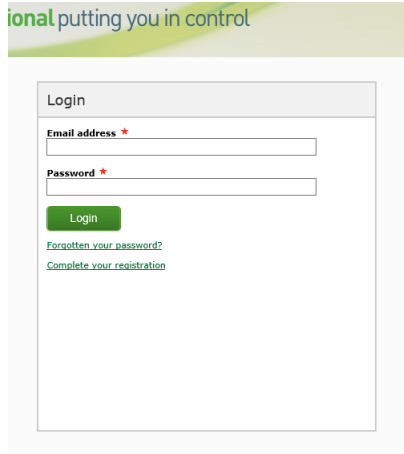 ional putting you in control
Login
Email address ★
Password ★
Login
Forgotten your password?
Complete your registration